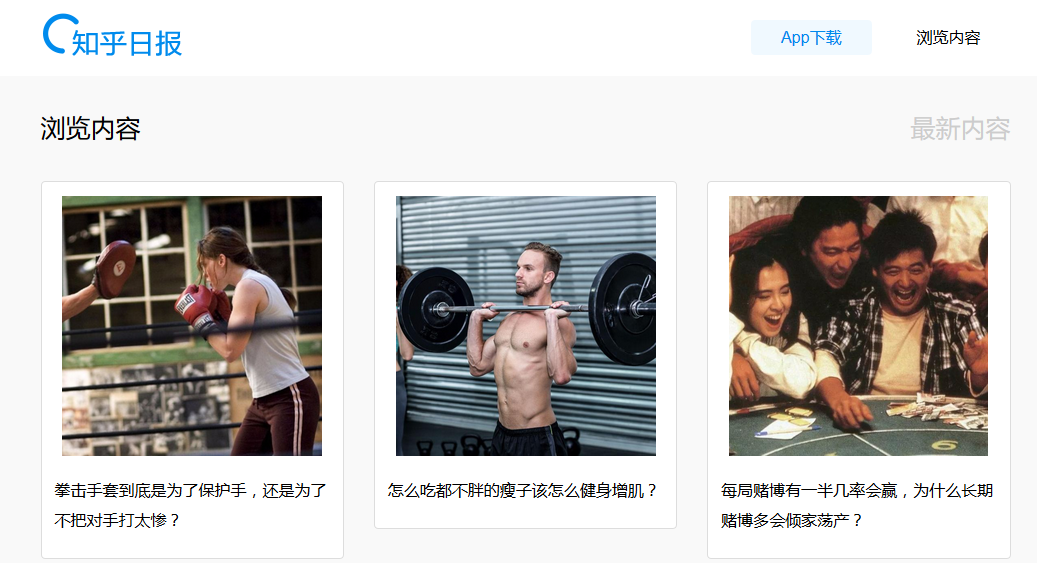 知乎日报
App下载
浏览内容
浏览内容
最新内容
拳击手套到底是为了保护手，还是为了
不把对手打太惨？
怎么吃都不胖的瘦子该怎么健身增肌？
每局赌博有一半几率会赢，为什么长期
赌博多会倾家荡产？